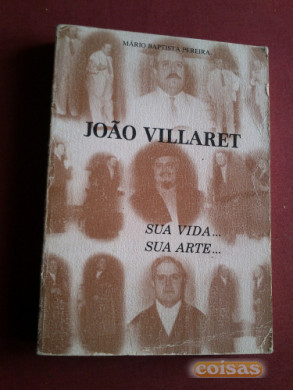 MÁRIO BAPTISTA PEREIRA
JOÃO VILLARET
SUA VIDA...
SUA ARTE...
coisas